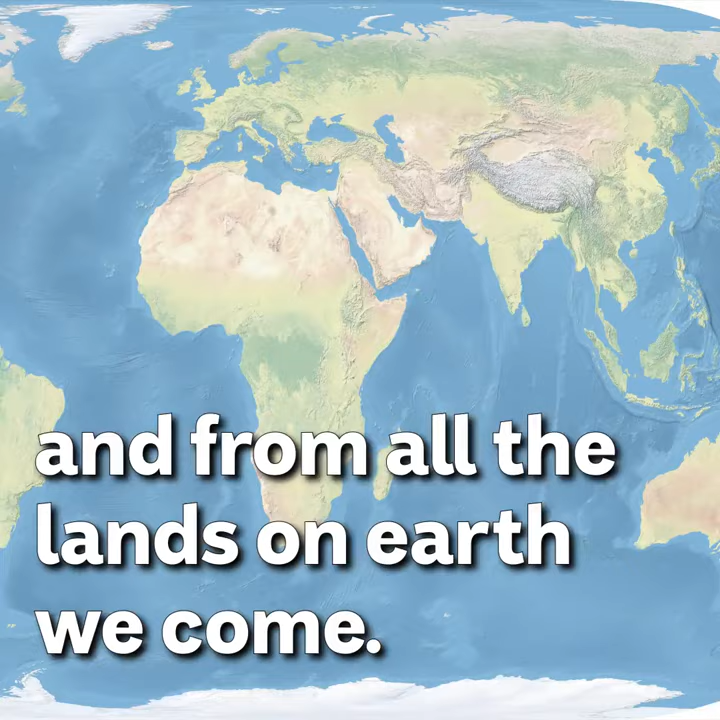 and from all the
lands on earth
we come.